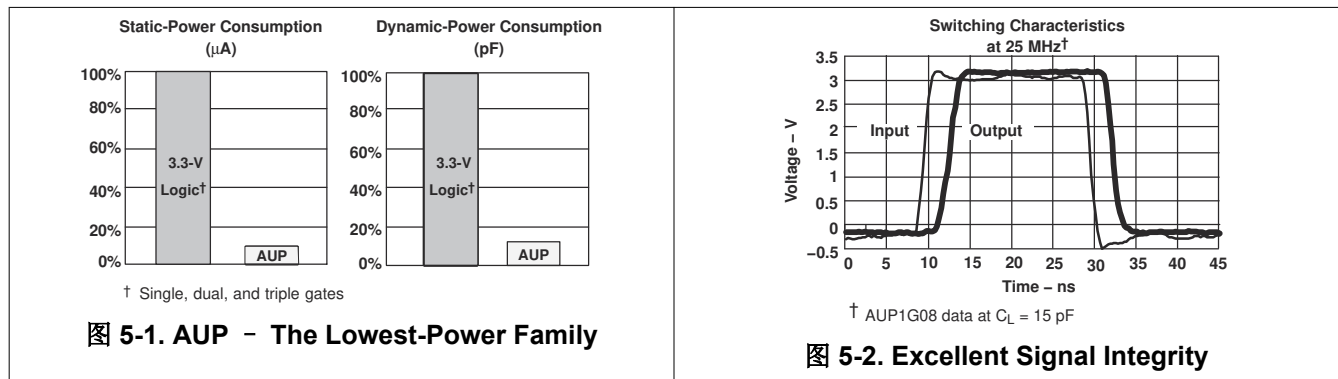 Static-Power Consumption
(μA)
100%
80%
60%
40%
20%
0%
3.3-V
Logic†
AUP
Dynamic-Power Consumption
(pF)
100%
80%
60%
40%
20%
0%
3.3-V
Logic†
AUP
† Single, dual, and triple gates
图 5-1. AUP – The Lowest-Power Family
Switching Characteristics
at 25 MHz†
3.5
3
2.5
2
1.5
1
0.5
0
−0.5
Voltage – V
Input
Output
0 5 10 15 20 25 30 35 40 45
Time – ns
† AUP1G08 data at CL = 15 pF
图 5-2. Excellent Signal Integrity